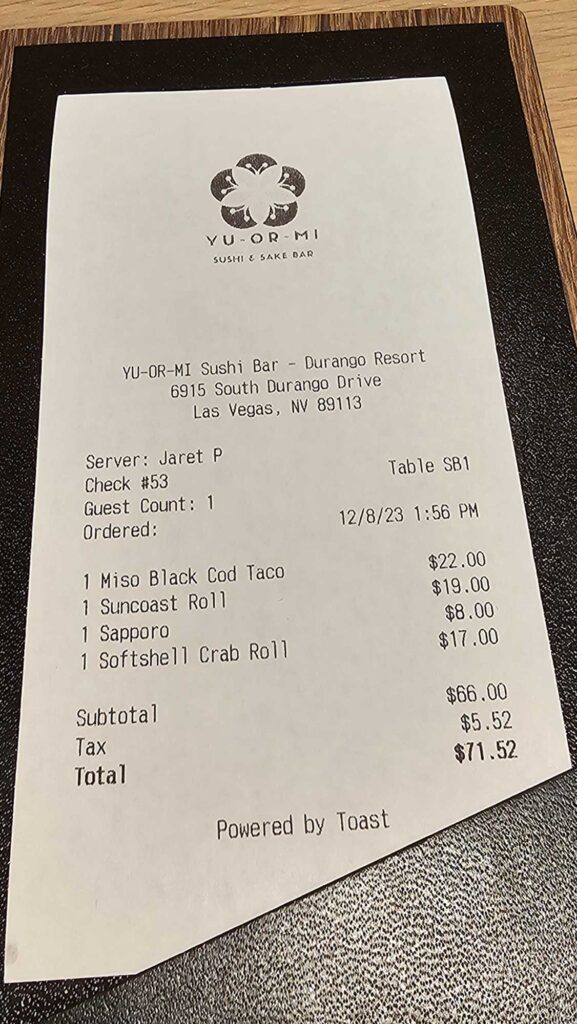 YU-OR-MI
SUSHI & SAKE BAR
YU-OR-MI Sushi Bar - Durango Resort
6915 South Durango Drive
Las Vegas, NV 89113
Server: Jaret P
Check #53 Table SB1
Guest Count: 1
Ordered: 12/8/23 1:56 PM
1 Miso Black Cod Taco $22.00
1 Suncoast Roll $19.00
1 Sapporo $8.00
1 Softshell Crab Roll $17.00
Subtotal $66.00
Tax $5.52
Total $71.52
Powered by Toast